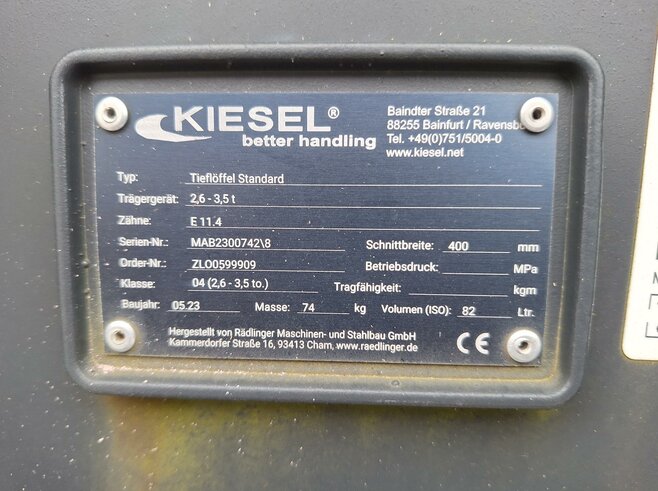 KIESEL®
better handling
Baindter Straße 21
88255 Bainfurt / Ravensbu
Tel. +49(0)751/5004-0
www.kiesel.net
Typ: Tieflöffel Standard
Trägergerät: 2,6 - 3,5 t
Zähne: E 11.4
Serien-Nr.: MAB2300742\8 Schnittbreite: 400 mm
Order-Nr.: ZLO0599909 Betriebsdruck: MPa
Klasse: 04 (2,6 - 3,5 to.) Tragfähigkeit: kgm
Baujahr: 05.23 Masse: 74 kg Volumen (ISO): 82 Ltr.
Hergestellt von Rädlinger Maschinen- und Stahlbau GmbH
Kammerdorfer Straße 16, 93413 Cham, www.raedlinger.de
CE